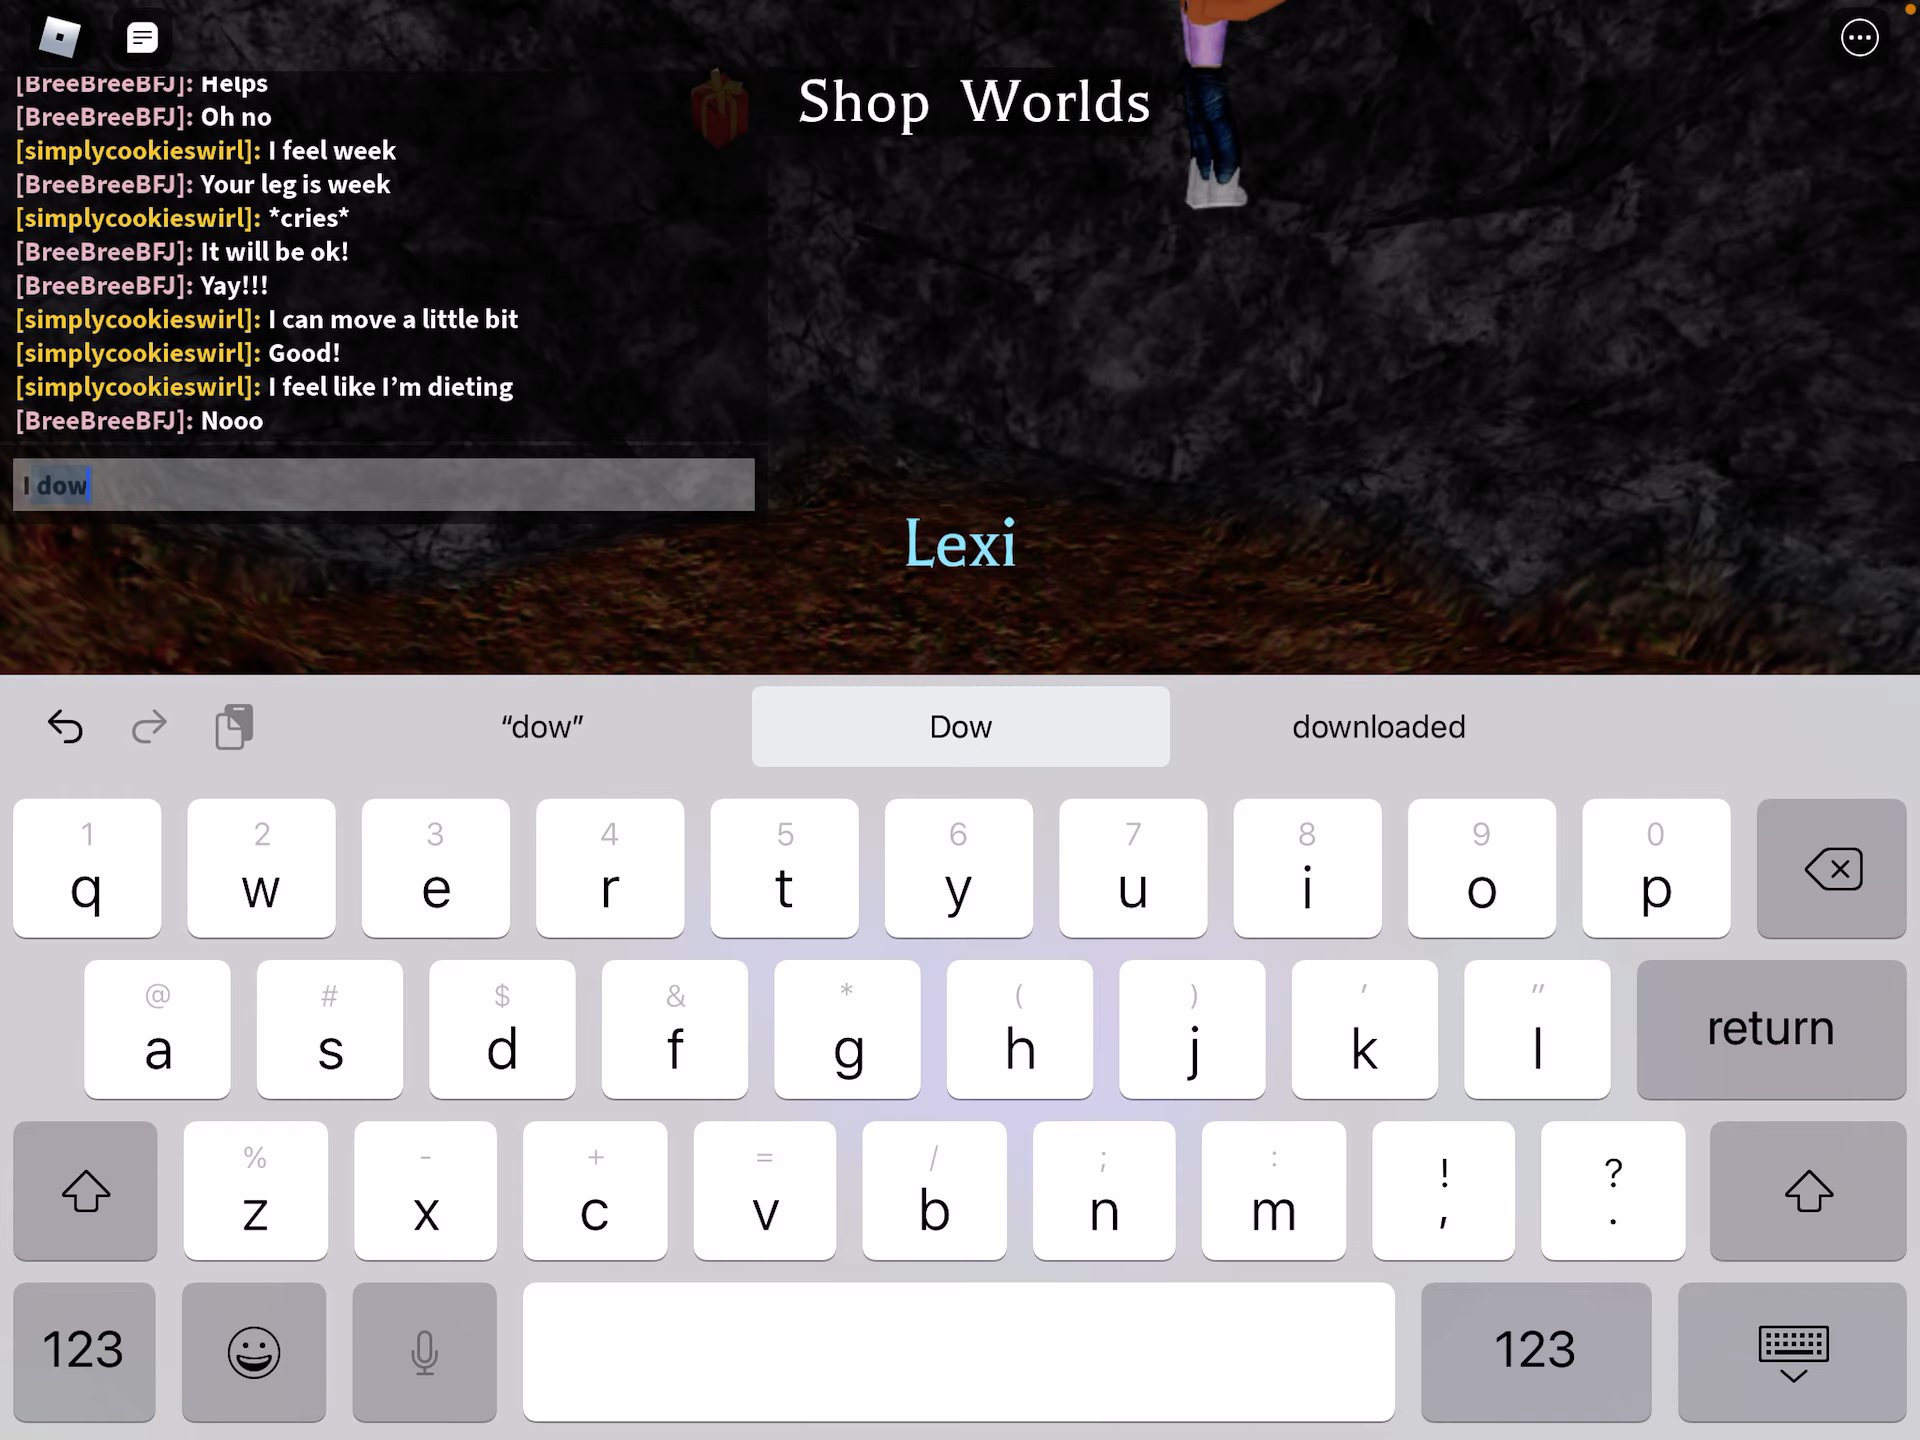 Shop Worlds
[BreeBreeBFJ]: Helps
[BreeBreeBFJ]: Oh no
[simplycookieswirl]: I feel week
[BreeBreeBFJ]: Your leg is week
[simplycookieswirl]: *cries*
[BreeBreeBFJ]: It will be ok!
[BreeBreeBFJ]: Yay!!!
[simplycookieswirl]: I can move a little bit
[simplycookieswirl]: Good!
[simplycookieswirl]: I feel like I’m dieting
[BreeBreeBFJ]: Nooo
I dow
Lexi
“dow” Dow downloaded
1 2 3 4 5 6 7 8 9 0
q w e r t y u i o p
@ # $ & * ( ) ' "
a s d f g h j k l return
% - + = / ; : ! ?
z x c v b n m , .
123 123